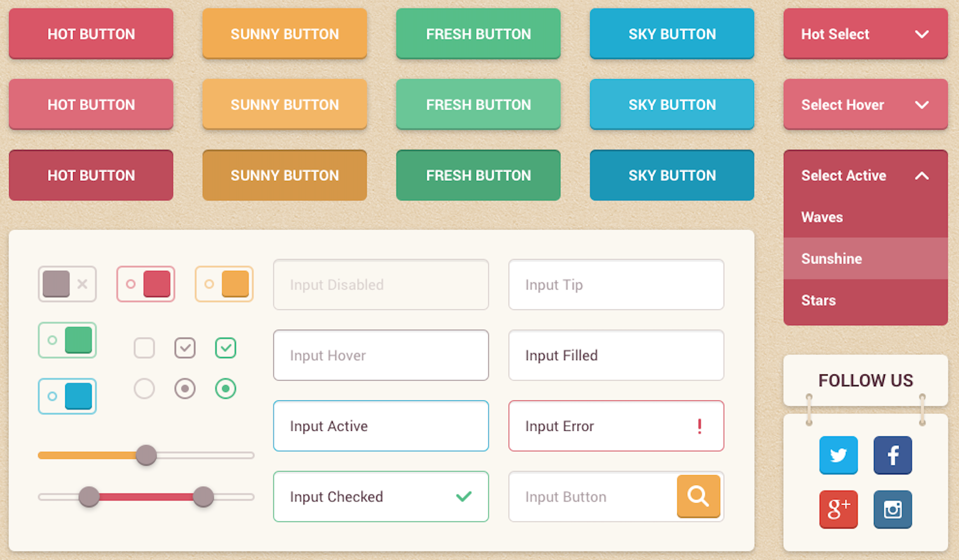 HOT BUTTON
SUNNY BUTTON
FRESH BUTTON
SKY BUTTON
Hot Select
HOT BUTTON
SUNNY BUTTON
FRESH BUTTON
SKY BUTTON
Select Hover
HOT BUTTON
SUNNY BUTTON
FRESH BUTTON
SKY BUTTON
Select Active
Waves
Sunshine
Stars
Input Disabled
Input Tip
Input Hover
Input Filled
Input Active
Input Error
!
Input Checked
Input Button
FOLLOW US
f
g+